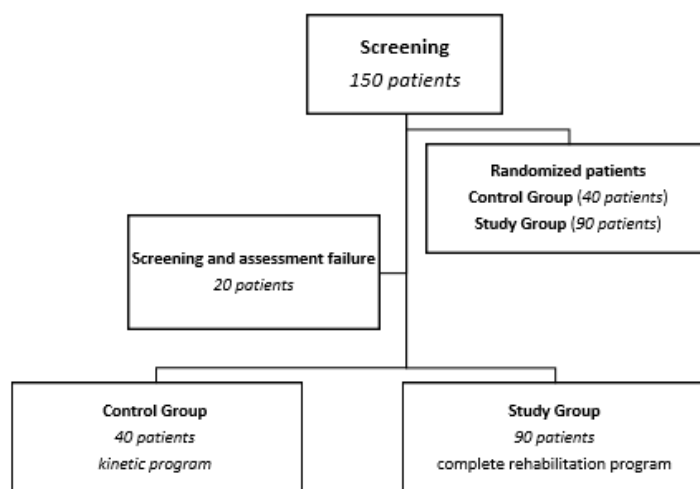 Screening
150 patients
Randomized patients
Control Group (40 patients)
Study Group (90 patients)
Screening and assessment failure
20 patients
Control Group
40 patients
kinetic program
Study Group
90 patients
complete rehabilitation program